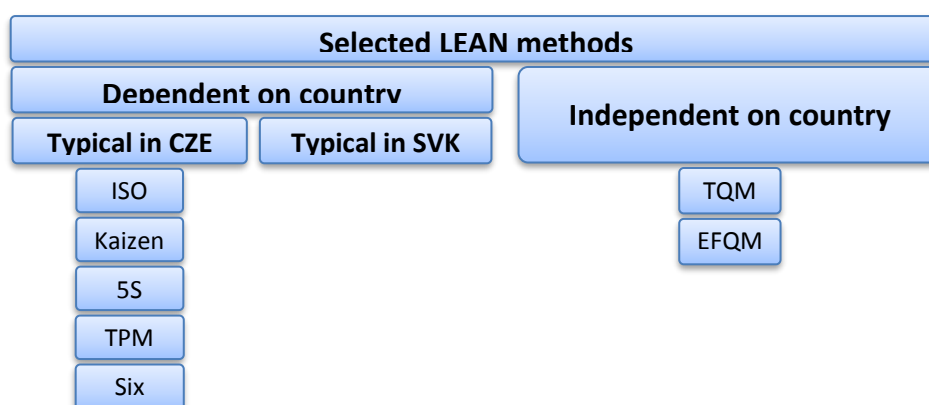 Selected LEAN methods
Dependent on country
Independent on country
Typical in CZE
Typical in SVK
ISO
TQM
Kaizen
EFQM
5S
TPM
Six